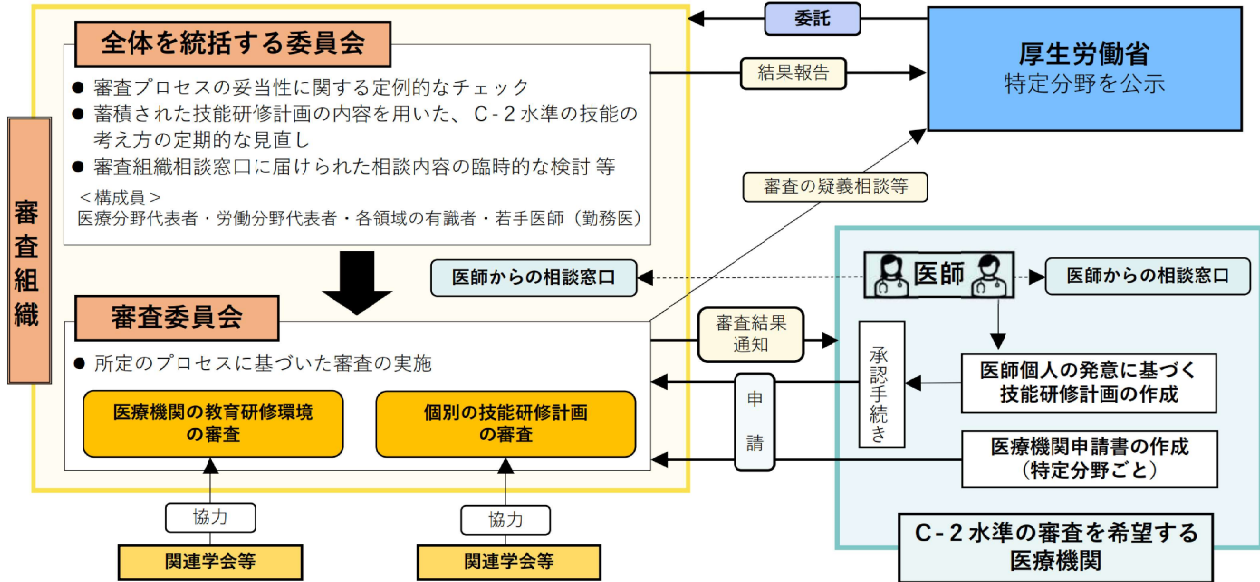 審査組織
全体を統括する委員会
● 審査プロセスの妥当性に関する定例的なチェック
● 蓄積された技能研修計画の内容を用いた、C-2水準の技能の
考え方の定期的な見直し
● 審査組織相談窓口に届けられた相談内容の臨時的な検討 等
<構成員>
医療分野代表者・労働分野代表者・各領域の有識者・若手医師(勤務医)
委託
結果報告
厚生労働省
特定分野を公示
審査の疑義相談等
医師からの相談窓口
医師
医師からの相談窓口
審査委員会
● 所定のプロセスに基づいた審査の実施
医療機関の教育研修環境
の審査
個別の技能研修計画
の審査
審査結果
通知
申請
承認手続き
医師個人の発意に基づく
技能研修計画の作成
医療機関申請書の作成
(特定分野ごと)
C-2水準の審査を希望する
医療機関
協力
関連学会等
協力
関連学会等